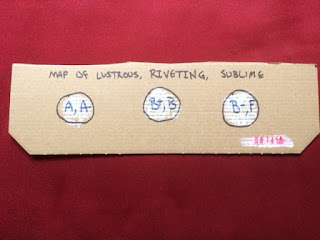 MAP OF LUSTROUS, RIVETING, SUBLIME
A, A-
B+, B
B-, F